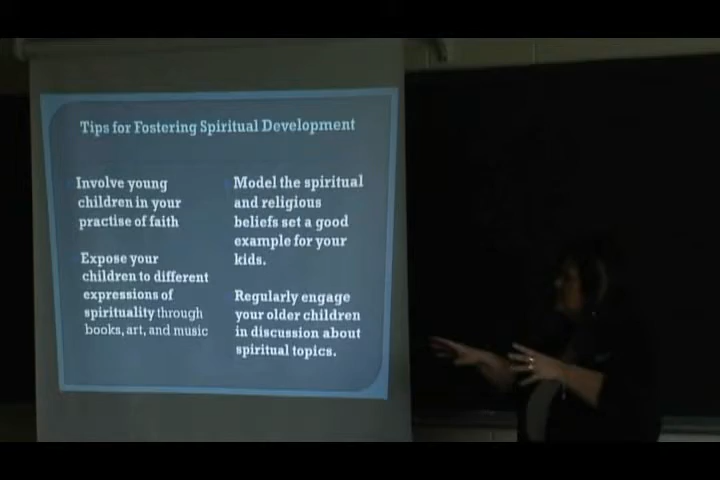 Tips for Fostering Spiritual Development
Involve young
children in your
practise of faith
Expose your
children to different
expressions of
spirituality through
books, art, and music
Model the spiritual
and religious
beliefs set a good
example for your
kids.
Regularly engage
your older children
in discussion about
spiritual topics.